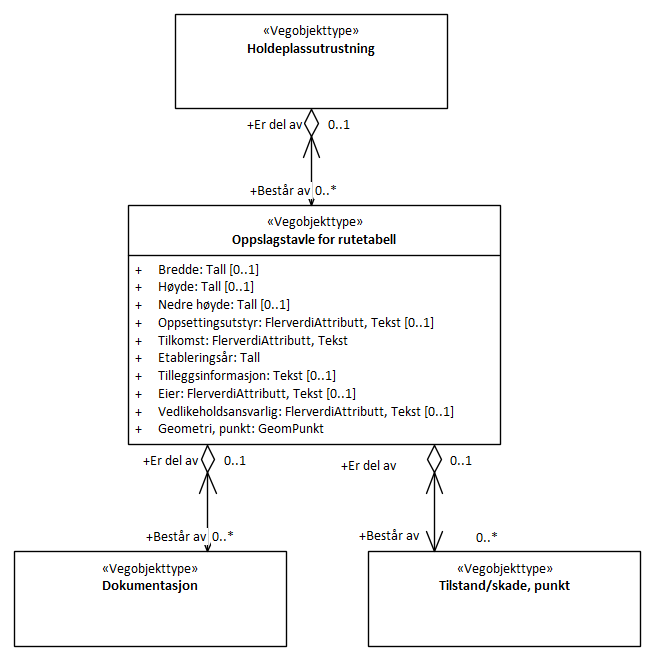 «Vegobjekttype»
Holdeplassutrustning
+Er del av 0..1
+Består av 0..*
«Vegobjekttype»
Oppslagstavle for rutetabell
+ Bredde: Tall [0..1]
+ Høyde: Tall [0..1]
+ Nedre høyde: Tall [0..1]
+ Oppsettingsutstyr: FlerverdiAttributt, Tekst [0..1]
+ Tilkomst: FlerverdiAttributt, Tekst
+ Etableringsår: Tall
+ Tilleggsinformasjon: Tekst [0..1]
+ Eier: FlerverdiAttributt, Tekst [0..1]
+ Vedlikeholdsansvarlig: FlerverdiAttributt, Tekst [0..1]
+ Geometri, punkt: GeomPunkt
+Er del av 0..1
+Er del av 0..1
+Består av 0..*
+Består av 0..*
«Vegobjekttype»
Dokumentasjon
«Vegobjekttype»
Tilstand/skade, punkt